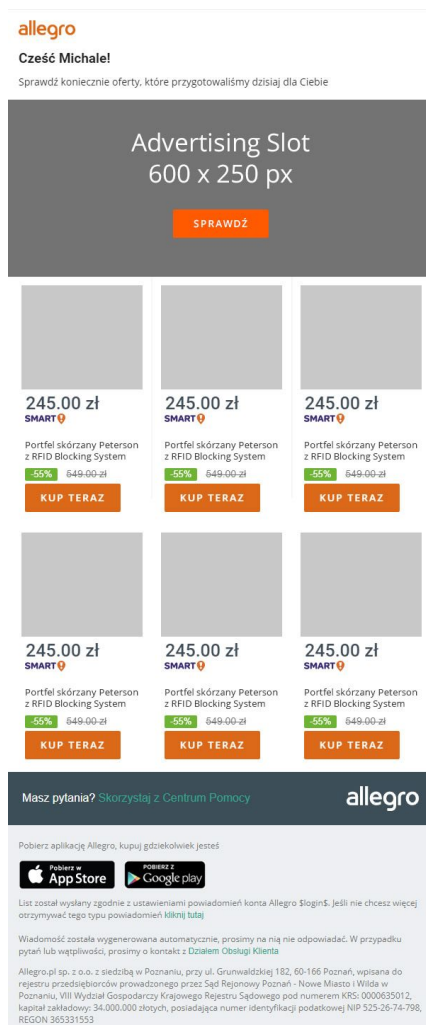 allegro
Cześć Michale!
Sprawdź koniecznie oferty, które przygotowaliśmy dzisiaj dla Ciebie
Advertising Slot
600 x 250 px
SPRAWDŹ
245.00 zł 245.00 zł 245.00 zł
SMART! SMART! SMART!
Portfel skórzany Peterson Portfel skórzany Peterson Portfel skórzany Peterson
z RFID Blocking System z RFID Blocking System z RFID Blocking System
-55% 549.00 zł -55% 549.00 zł -55% 549.00 zł
KUP TERAZ KUP TERAZ KUP TERAZ
245.00 zł 245.00 zł 245.00 zł
SMART! SMART! SMART!
Portfel skórzany Peterson Portfel skórzany Peterson Portfel skórzany Peterson
z RFID Blocking System z RFID Blocking System z RFID Blocking System
-55% 549.00 zł -55% 549.00 zł -55% 549.00 zł
KUP TERAZ KUP TERAZ KUP TERAZ
Masz pytania? Skorzystaj z Centrum Pomocy allegro
Pobierz aplikację Allegro, kupuj gdziekolwiek jesteś
Pobierz w POBIERZ Z
App Store Google play
List został wysłany zgodnie z ustawieniami powiadomień konta Allegro $login$. Jeśli nie chcesz więcej
otrzymywać tego typu powiadomień kliknij tutaj
Wiadomość została wygenerowana automatycznie, prosimy na nią nie odpowiadać. W przypadku
pytań lub wątpliwości, prosimy o kontakt z Działem Obsługi Klienta
Allegro.pl sp. z o.o. z siedzibą w Poznaniu, przy ul. Grunwaldzkiej 182, 60-166 Poznań, wpisana do
rejestru przedsiębiorców prowadzonego przez Sąd Rejonowy Poznań - Nowe Miasto i Wilda w
Poznaniu, VIII Wydział Gospodarczy Krajowego Rejestru Sądowego pod numerem KRS: 0000635012,
kapitał zakładowy: 34.000.000 złotych, posiadająca numer identyfikacji podatkowej NIP 525-26-74-798,
REGON 365331553